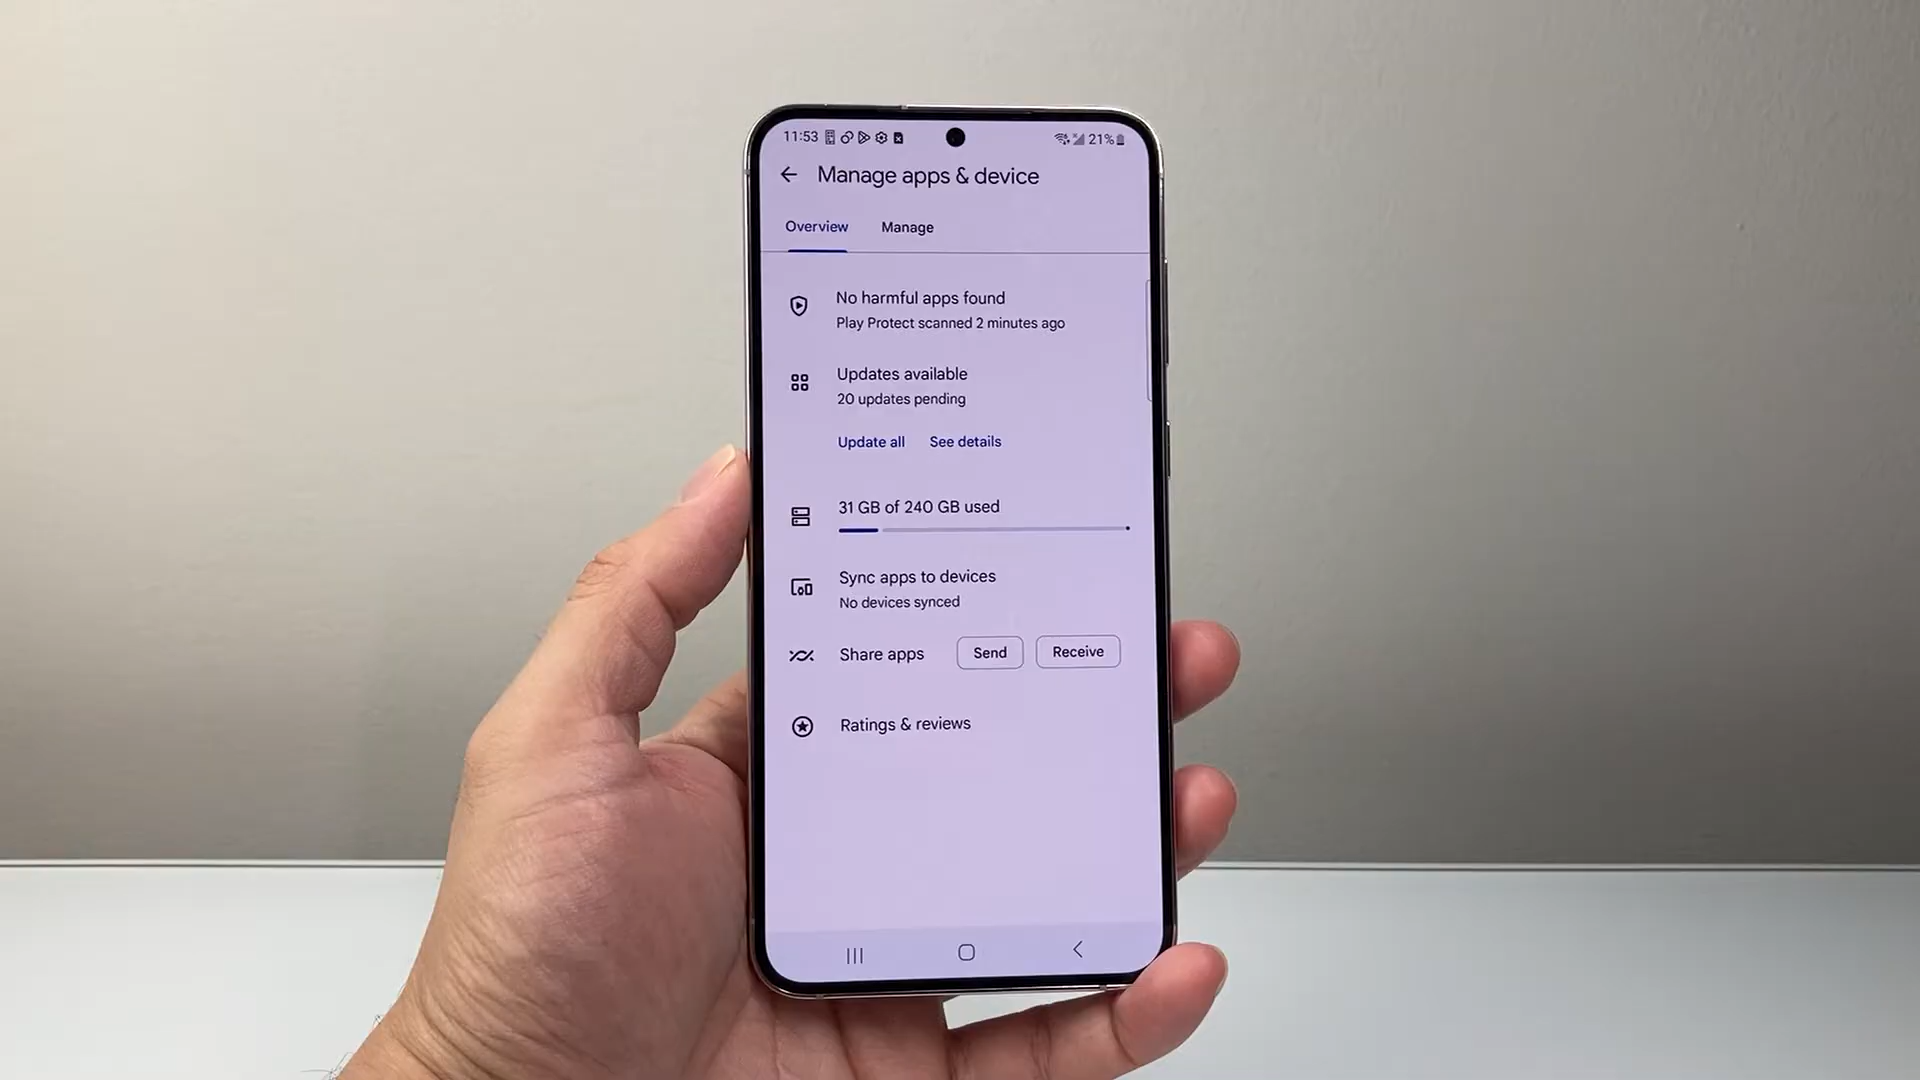 11:53 21%
Manage apps & device
Overview Manage
No harmful apps found
Play Protect scanned 2 minutes ago
Updates available
20 updates pending
Update all See details
31 GB of 240 GB used
Sync apps to devices
No devices synced
Share apps Send Receive
Ratings & reviews